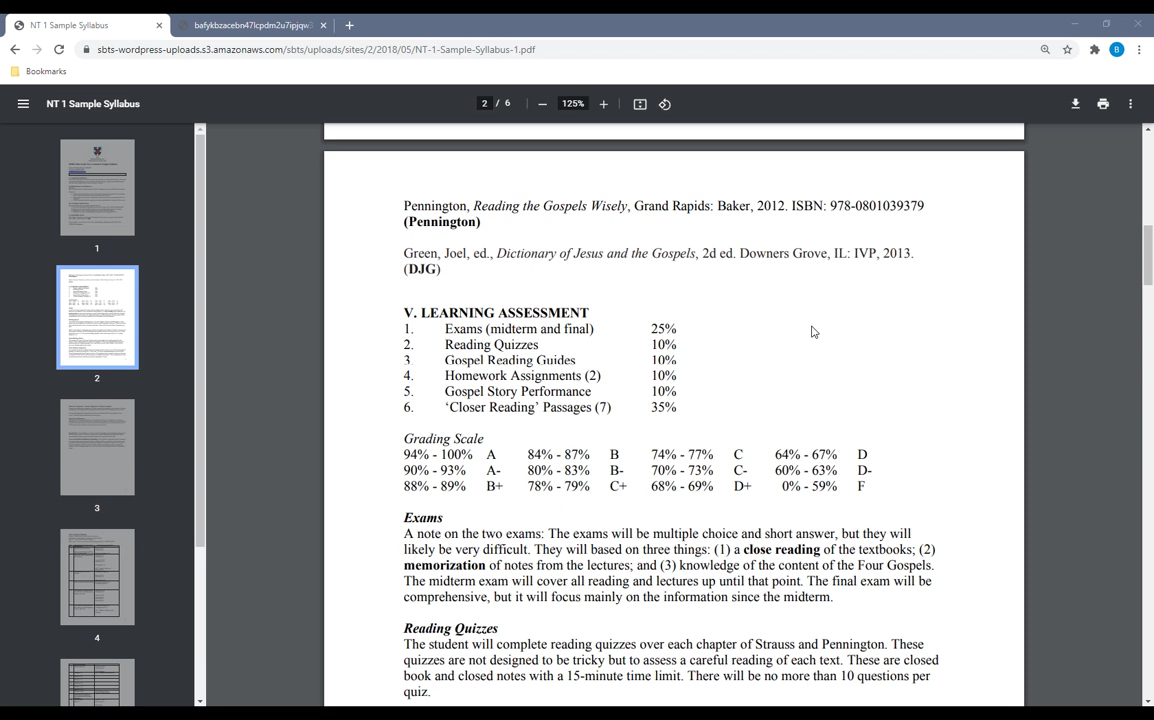 NT 1 Sample Syllabus
bafykbzacebn47lcpdm2u7ipjqw3
sbts-wordpress-uploads.s3.amazonaws.com/sbts/uploads/sites/2/2018/05/NT-1-Sample-Syllabus-1.pdf
B
Bookmarks
NT 1 Sample Syllabus
2 / 6
125%
1
2
3
4
Pennington, Reading the Gospels Wisely, Grand Rapids: Baker, 2012. ISBN: 978-0801039379
(Pennington)
Green, Joel, ed., Dictionary of Jesus and the Gospels, 2d ed. Downers Grove, IL: IVP, 2013.
(DJG)
V. LEARNING ASSESSMENT
1. Exams (midterm and final) 25%
2. Reading Quizzes 10%
3. Gospel Reading Guides 10%
4. Homework Assignments (2) 10%
5. Gospel Story Performance 10%
6. ‘Closer Reading’ Passages (7) 35%
Grading Scale
94% - 100% A 84% - 87% B 74% - 77% C 64% - 67% D
90% - 93% A- 80% - 83% B- 70% - 73% C- 60% - 63% D-
88% - 89% B+ 78% - 79% C+ 68% - 69% D+ 0% - 59% F
Exams
A note on the two exams: The exams will be multiple choice and short answer, but they will
likely be very difficult. They will based on three things: (1) a close reading of the textbooks; (2)
memorization of notes from the lectures; and (3) knowledge of the content of the Four Gospels.
The midterm exam will cover all reading and lectures up until that point. The final exam will be
comprehensive, but it will focus mainly on the information since the midterm.
Reading Quizzes
The student will complete reading quizzes over each chapter of Strauss and Pennington. These
quizzes are not designed to be tricky but to assess a careful reading of each text. These are closed
book and closed notes with a 15-minute time limit. There will be no more than 10 questions per
quiz.